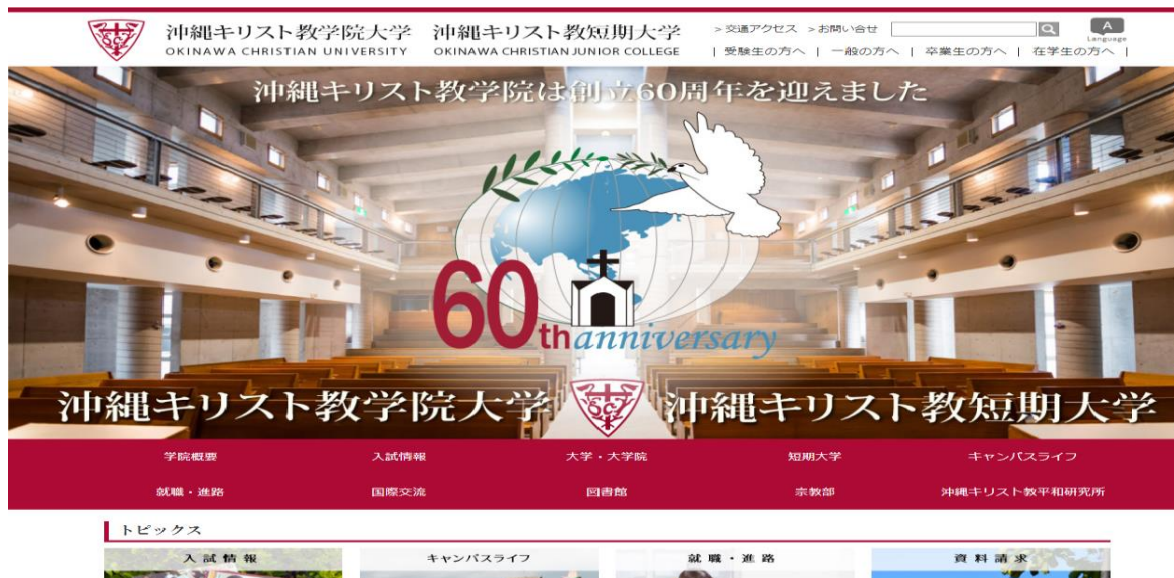 沖縄キリスト教学院大学 沖縄キリスト教短期大学
OKINAWA CHRISTIAN UNIVERSITY OKINAWA CHRISTIAN JUNIOR COLLEGE
>交通アクセス >お問い合せ
A
Language
| 受験生の方へ | 一般の方へ | 卒業生の方へ | 在学生の方へ |
沖縄キリスト教学院は創立60周年を迎えました
60th anniversary
沖縄キリスト教学院大学 沖縄キリスト教短期大学
学院概要 入試情報 大学・大学院 短期大学 キャンパスライフ
就職・進路 国際交流 図書館 宗教部 沖縄キリスト教平和研究所
トピックス
入試情報 キャンパスライフ 就職・進路 資料請求